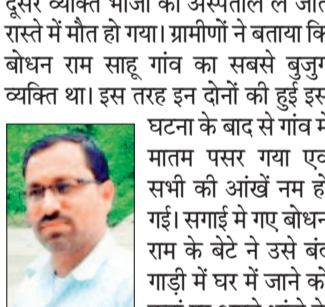 दूसरे व्यक्ति भोजा को अस्पताल ले जाते
रास्ते में मौत हो गया। ग्रामीणों ने बताया कि
बोधन राम साहू गांव का सबसे बुजुर्ग
व्यक्ति था। इस तरह इन दोनों की हुई इस
घटना के बाद से गांव में
मातम पसर गया एवं
सभी की आंखें नम हो
गई। सगाई मे गए बोधन
राम के बेटे ने उसे बंद
गाड़ी में घर में जाने को